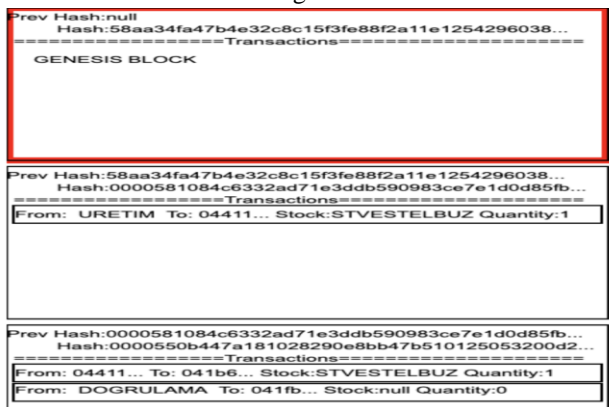 Prev Hash:null
Hash:58aa34fa47b4e32c8c15f3fe88f2a11e1254296038...
===================Transactions======================
GENESIS BLOCK
Prev Hash:58aa34fa47b4e32c8c15f3fe88f2a11e1254296038...
Hash:0000581084c6332ad71e3ddb590983ce7e1d0d85fb...
===================Transactions======================
From: URETIM To: 04411... Stock:STVESTELBUZ Quantity:1
Prev Hash:0000581084c6332ad71e3ddb590983ce7e1d0d85fb...
Hash:0000550b447a181028290e8bb47b510125053200d2...
===================Transactions======================
From: 04411... To: 041b6... Stock:STVESTELBUZ Quantity:1
From: DOGRULAMA To: 041fb... Stock:null Quantity:0